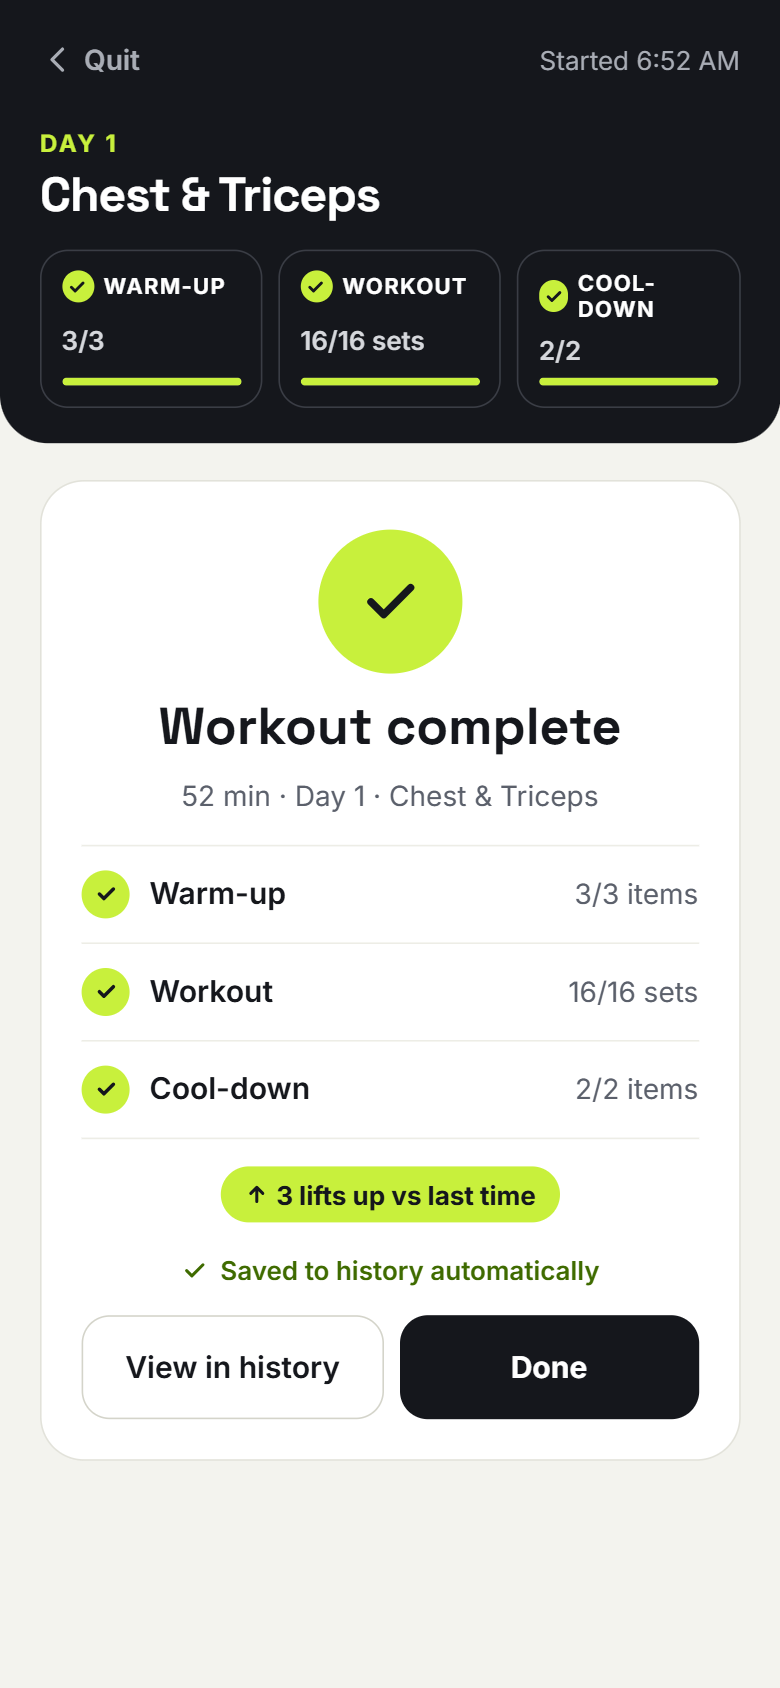 Quit
Started 6:52 AM
DAY 1
Chest & Triceps
WARM-UP
3/3
WORKOUT
16/16 sets
COOL-
DOWN
2/2
Workout complete
52 min · Day 1 · Chest & Triceps
Warm-up
3/3 items
Workout
16/16 sets
Cool-down
2/2 items
↑ 3 lifts up vs last time
Saved to history automatically
View in history
Done